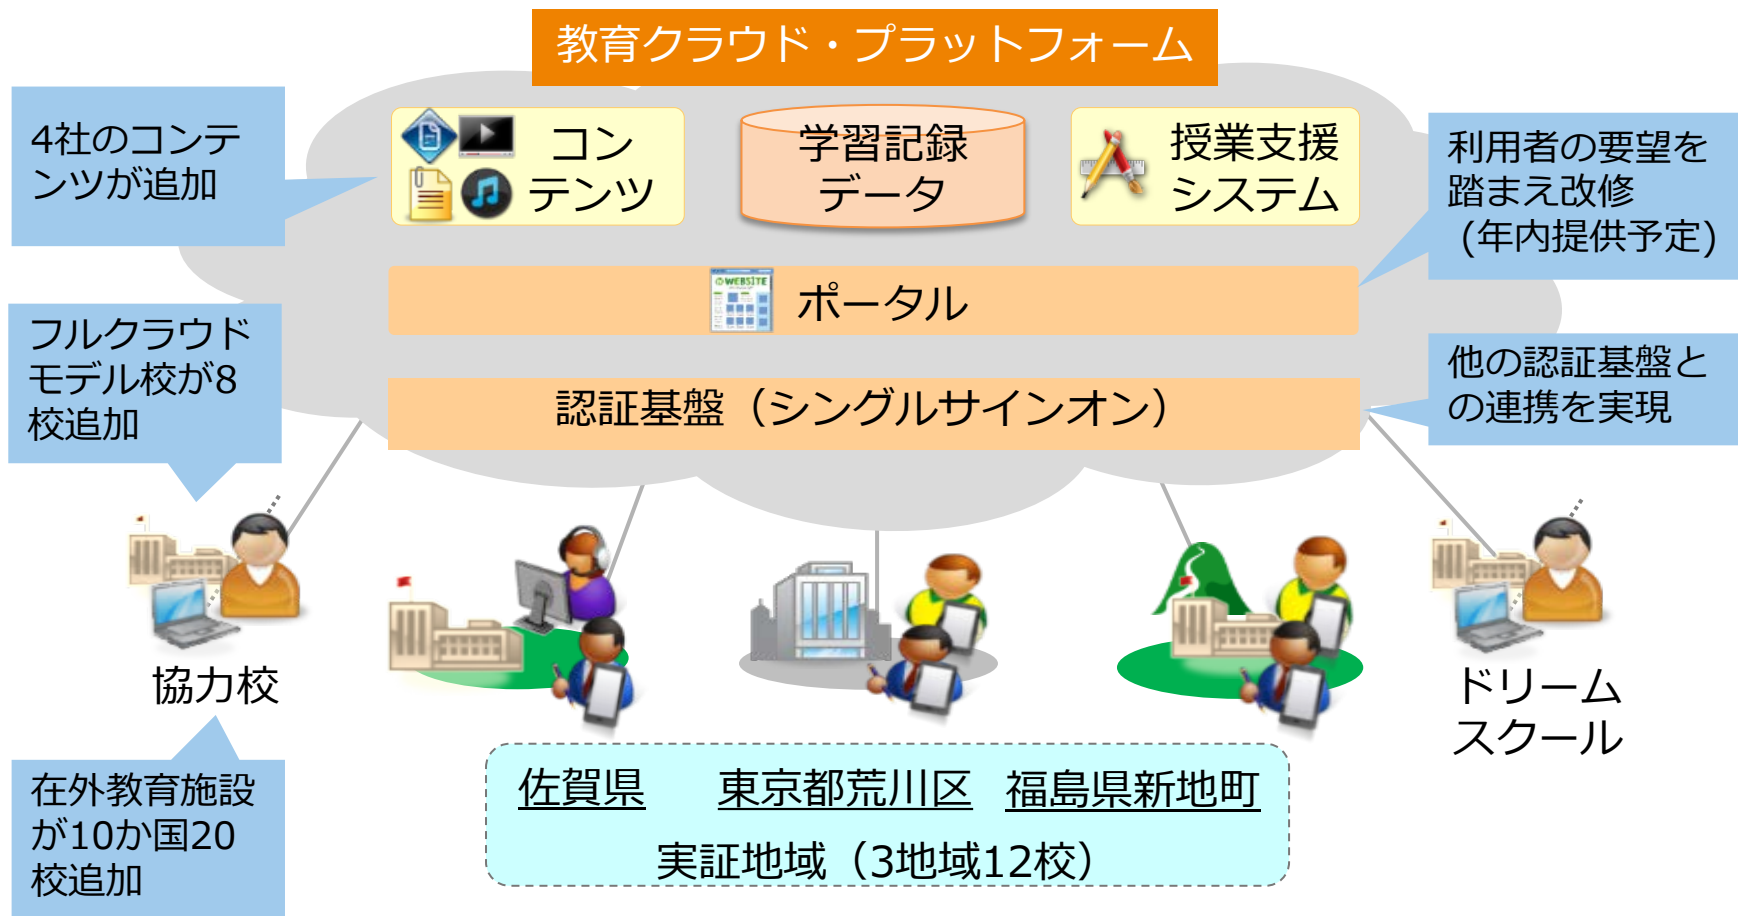 教育クラウド・プラットフォーム
4社のコンテ
ンツが追加
コン
テンツ
学習記録
データ
授業支援
システム
利用者の要望を
踏まえ改修
(年内提供予定)
WEBSITE
ポータル
フルクラウド
モデル校が8
校追加
認証基盤（シングルサインオン）
他の認証基盤と
の連携を実現
協力校
ドリーム
スクール
在外教育施設
が10か国20
校追加
佐賀県 東京都荒川区 福島県新地町
実証地域（3地域12校）